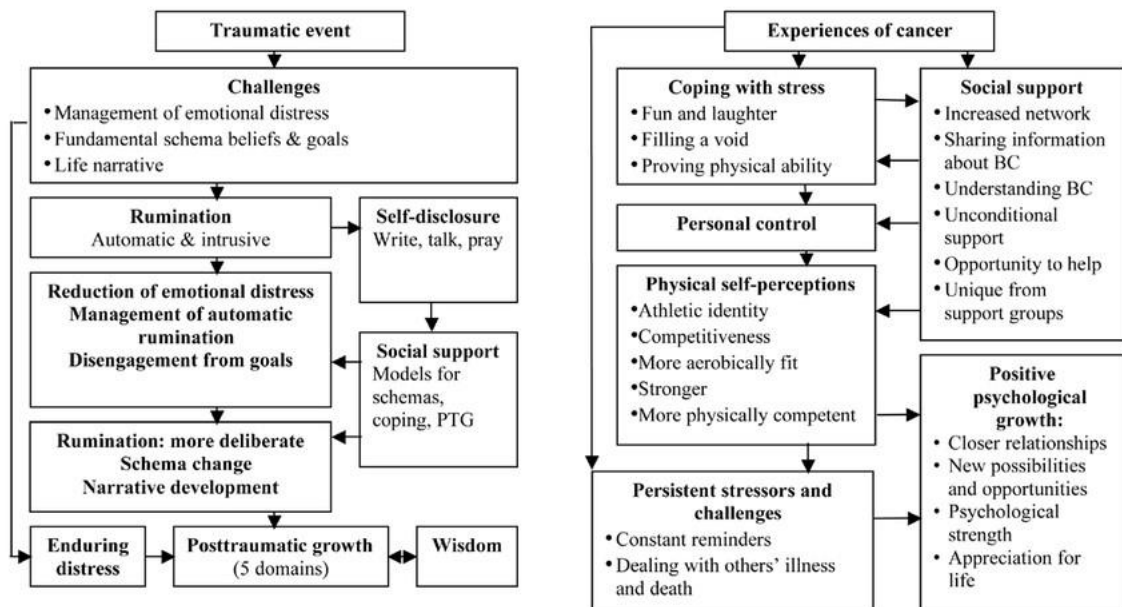 Traumatic event
Challenges
• Management of emotional distress
• Fundamental schema beliefs & goals
• Life narrative
Rumination
Automatic & intrusive
Self-disclosure
Write, talk, pray
Reduction of emotional distress
Management of automatic
rumination
Disengagement from goals
Social support
Models for
schemas,
coping, PTG
Rumination: more deliberate
Schema change
Narrative development
Enduring
distress
Posttraumatic growth
(5 domains)
Wisdom
Experiences of cancer
Coping with stress
• Fun and laughter
• Filling a void
• Proving physical ability
Social support
• Increased network
• Sharing information
about BC
• Understanding BC
• Unconditional
support
• Opportunity to help
• Unique from
support groups
Personal control
Physical self-perceptions
• Athletic identity
• Competitiveness
• More aerobically fit
• Stronger
• More physically competent
Positive
psychological
growth:
• Closer relationships
• New possibilities
and opportunities
• Psychological
strength
• Appreciation for
life
Persistent stressors and
challenges
• Constant reminders
• Dealing with others' illness
and death